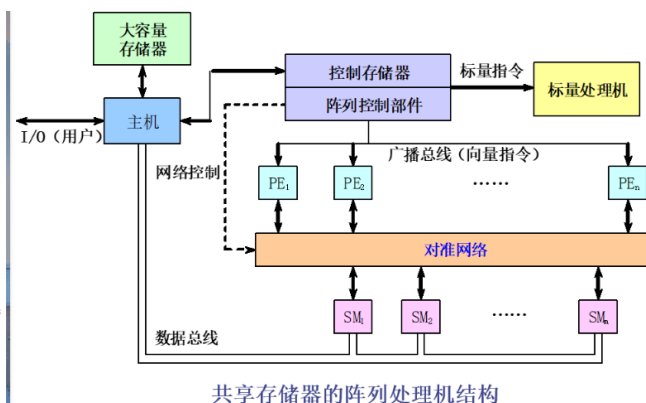 大容量
存储器
控制存储器
标量指令
标量处理机
主机
阵列控制部件
I/O（用户）
广播总线（向量指令）
网络控制
PE₁
PE₂
……
PEₙ
对准网络
SM₁
SM₂
……
SMₙ
数据总线
共享存储器的阵列处理机结构